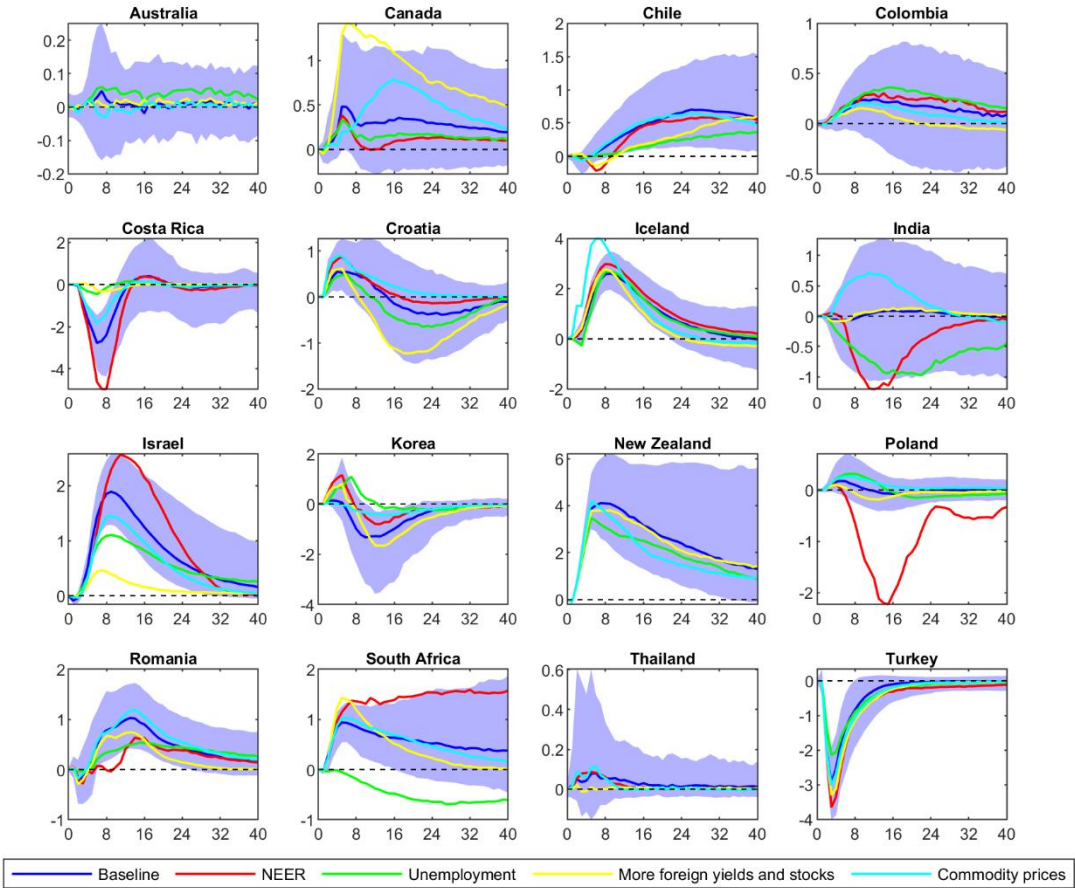 Australia Canada Chile Colombia
0.2 0.1 0 -0.1 -0.2
1 0.5 0
2 1.5 1 0.5 0 -0.5
1 0.5 0 -0.5
0 8 16 24 32 40 0 8 16 24 32 40 0 8 16 24 32 40 0 8 16 24 32 40
Costa Rica Croatia Iceland India
2 0 -2 -4
1 0 -1 -2
4 2 0 -2
1 0.5 0 -0.5 -1
0 8 16 24 32 40 0 8 16 24 32 40 0 8 16 24 32 40 0 8 16 24 32 40
Israel Korea New Zealand Poland
2 1 0
2 0 -2 -4
6 4 2 0
0 -1 -2
0 8 16 24 32 40 0 8 16 24 32 40 0 8 16 24 32 40 0 8 16 24 32 40
Romania South Africa Thailand Turkey
2 1 0 -1
2 1 0 -1
0.6 0.4 0.2 0
0 -1 -2 -3 -4
0 8 16 24 32 40 0 8 16 24 32 40 0 8 16 24 32 40 0 8 16 24 32 40
Baseline NEER Unemployment More foreign yields and stocks Commodity prices